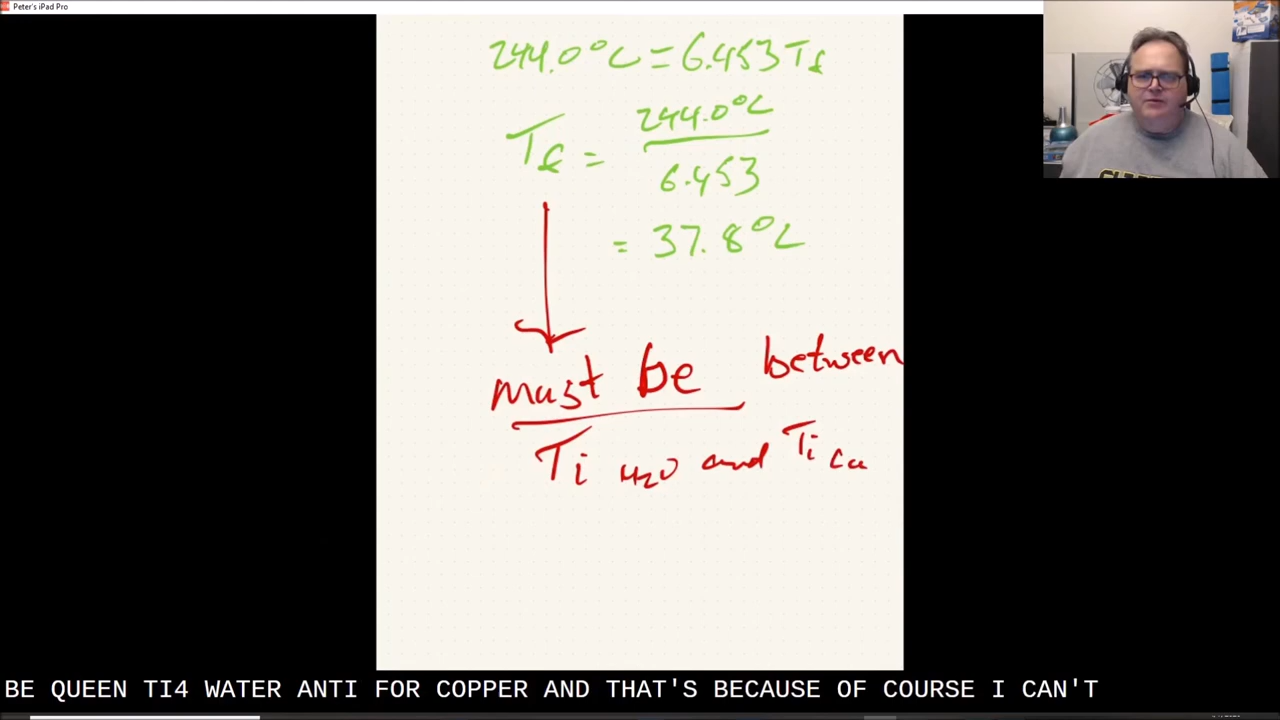 Peter's iPad Pro
244.0°C = 6.453 Tf
244.0°C
Tf =
6.453
= 37.8°C
must be between
Ti H2O and Ti Cu
BE QUEEN TI4 WATER ANTI FOR COPPER AND THAT'S BECAUSE OF COURSE I CAN'T